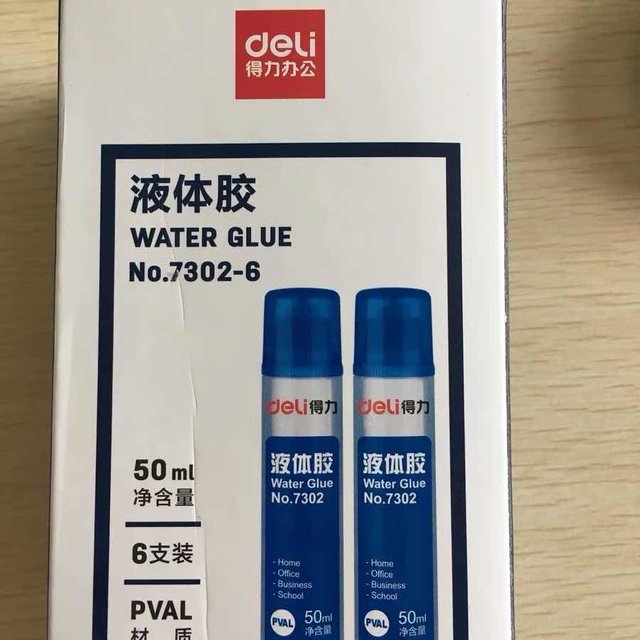 deli
得力办公
液体胶
WATER GLUE
No.7302-6
50 ml
净含量
6支装
PVAL
材 质
deli得力
液体胶
Water Glue
No.7302
- Home
- Office
- Business
- School
PVAL
50ml
净含量
deli得力
液体胶
Water Glue
No.7302
- Home
- Office
- Business
- School
PVAL
50ml
净含量